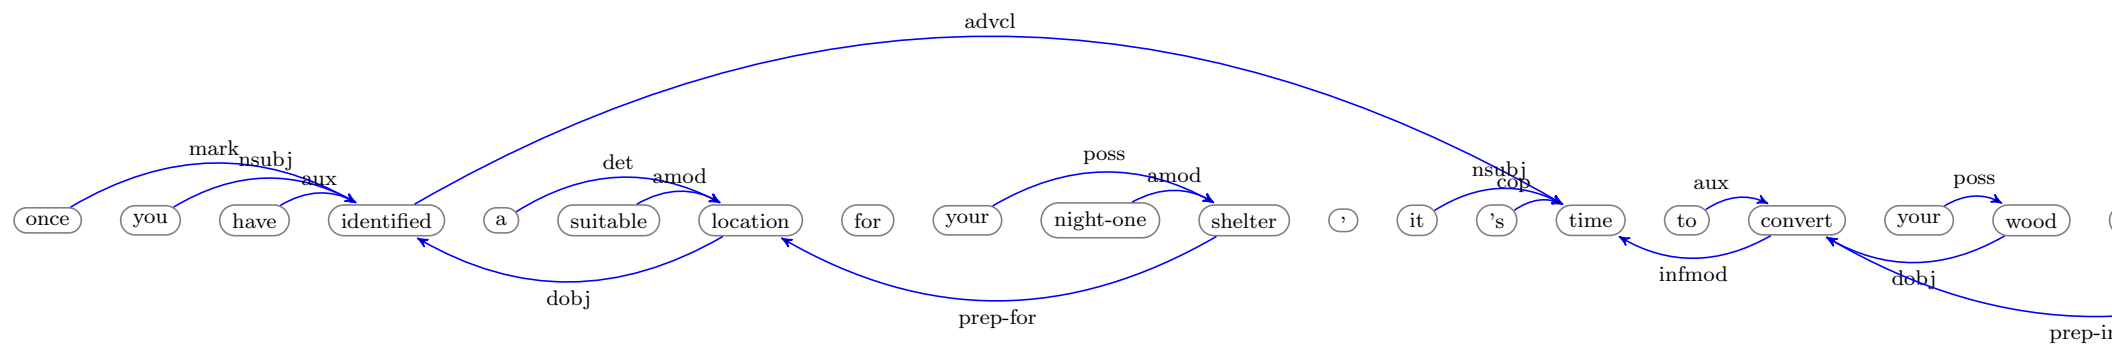 advcl
mark nsubj aux det amod poss amod nsubj cop aux poss
once you have identified a suitable location for your night-one shelter , it 's time to convert your wood
dobj prep-for infmod dobj